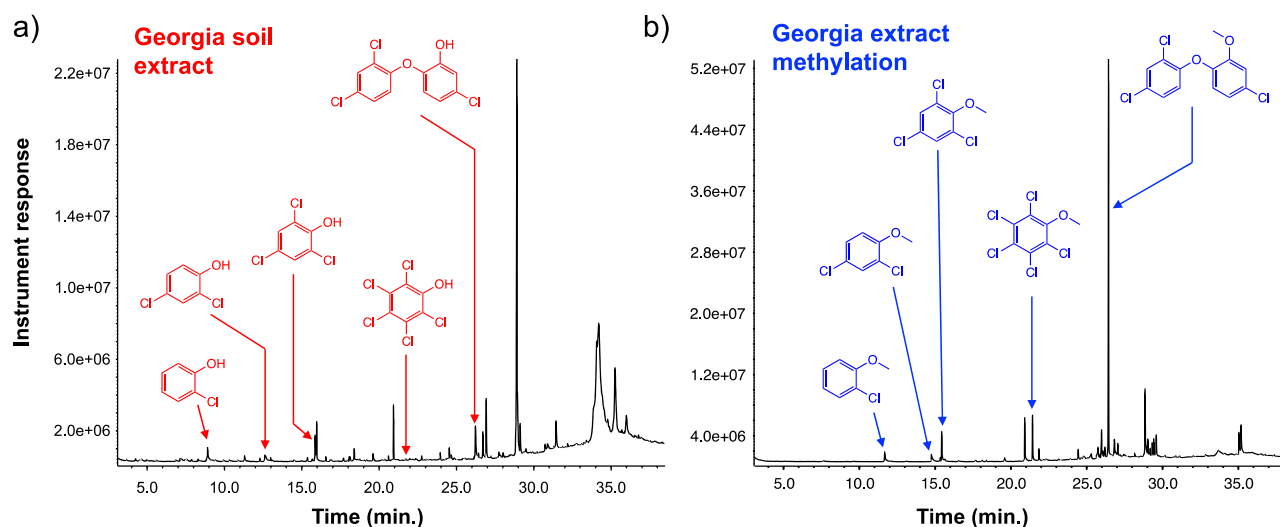 a)
Georgia soil
extract
Instrument response
2.2e+07
1.8e+07
1.4e+07
1.0e+07
6.0e+06
2.0e+06
5.0
10.0
15.0
20.0
25.0
30.0
35.0
Time (min.)
OH
Cl
OH
Cl
Cl
Cl
OH
Cl
Cl
Cl
Cl
OH
Cl
Cl
Cl
Cl
OH
O
Cl
Cl
b)
Georgia extract
methylation
5.2e+07
4.4e+07
3.6e+07
2.8e+07
2.0e+07
1.2e+07
4.0e+06
5.0
10.0
15.0
20.0
25.0
30.0
35.0
Time (min.)
O
Cl
O
Cl
Cl
Cl
O
Cl
Cl
Cl
Cl
O
Cl
Cl
Cl
Cl
O
O
Cl
Cl